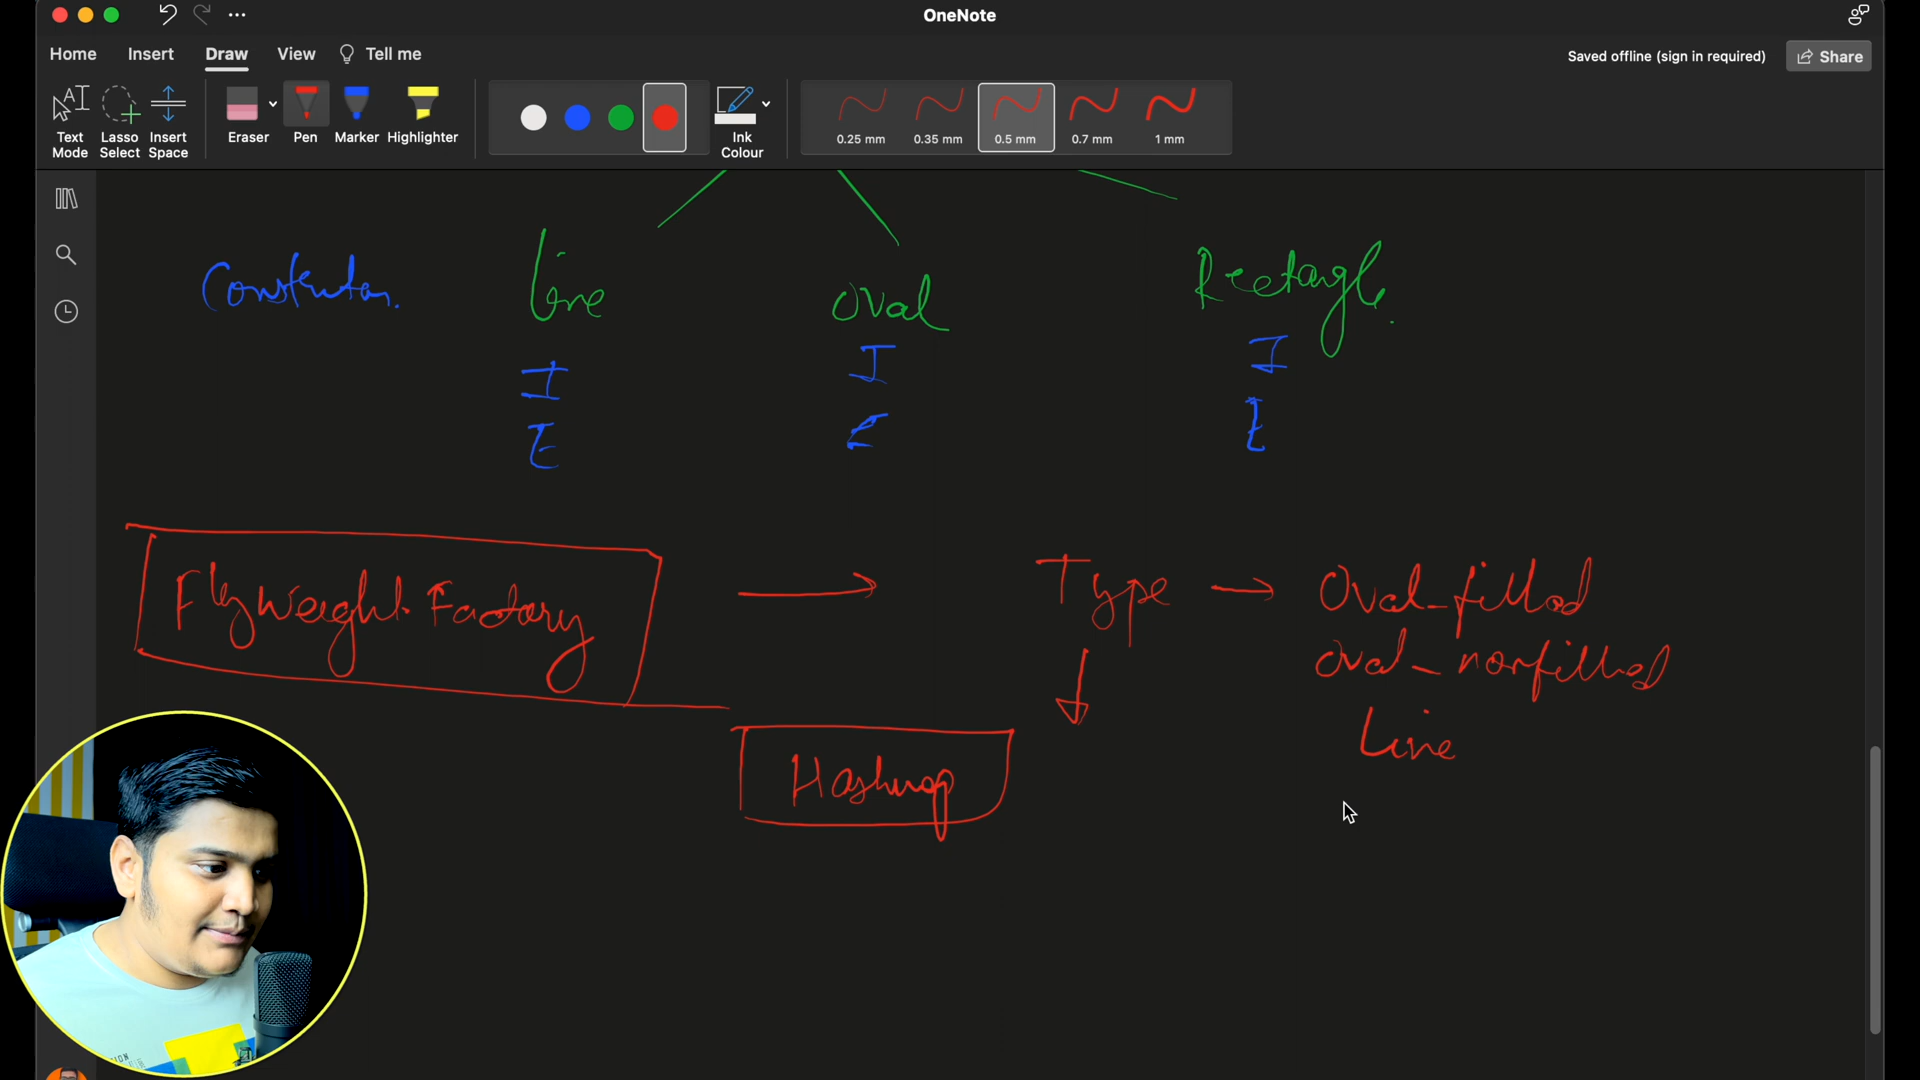 OneNote
Home Insert Draw View Tell me
Saved offline (sign in required) Share
Text Mode
Lasso Select
Insert Space
Eraser
Pen
Marker
Highlighter
Ink Colour
0.25 mm
0.35 mm
0.5 mm
0.7 mm
1 mm
Line
Oval
Rectangle.
I I I
E E E
Flyweight Factory
Type
Oval_filled
Oval_nonfilled
Line
Hashmap